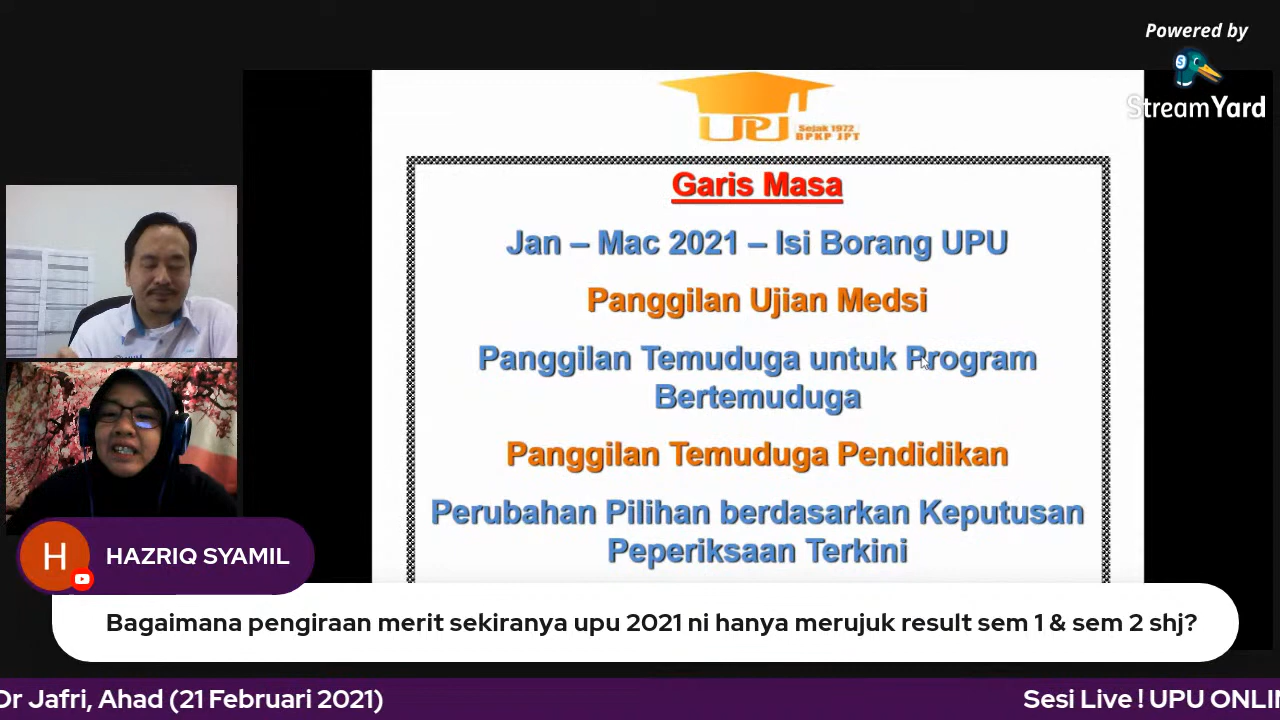 Powered by
StreamYard
UPU
Sejak 1972
BPKP JPT
Garis Masa
Jan – Mac 2021 – Isi Borang UPU
Panggilan Ujian Medsi
Panggilan Temuduga untuk Program
Bertemuduga
Panggilan Temuduga Pendidikan
Perubahan Pilihan berdasarkan Keputusan
Peperiksaan Terkini
H
HAZRIQ SYAMIL
Bagaimana pengiraan merit sekiranya upu 2021 ni hanya merujuk result sem 1 & sem 2 shj?
Dr Jafri, Ahad (21 Februari 2021)
Sesi Live ! UPU ONLIN